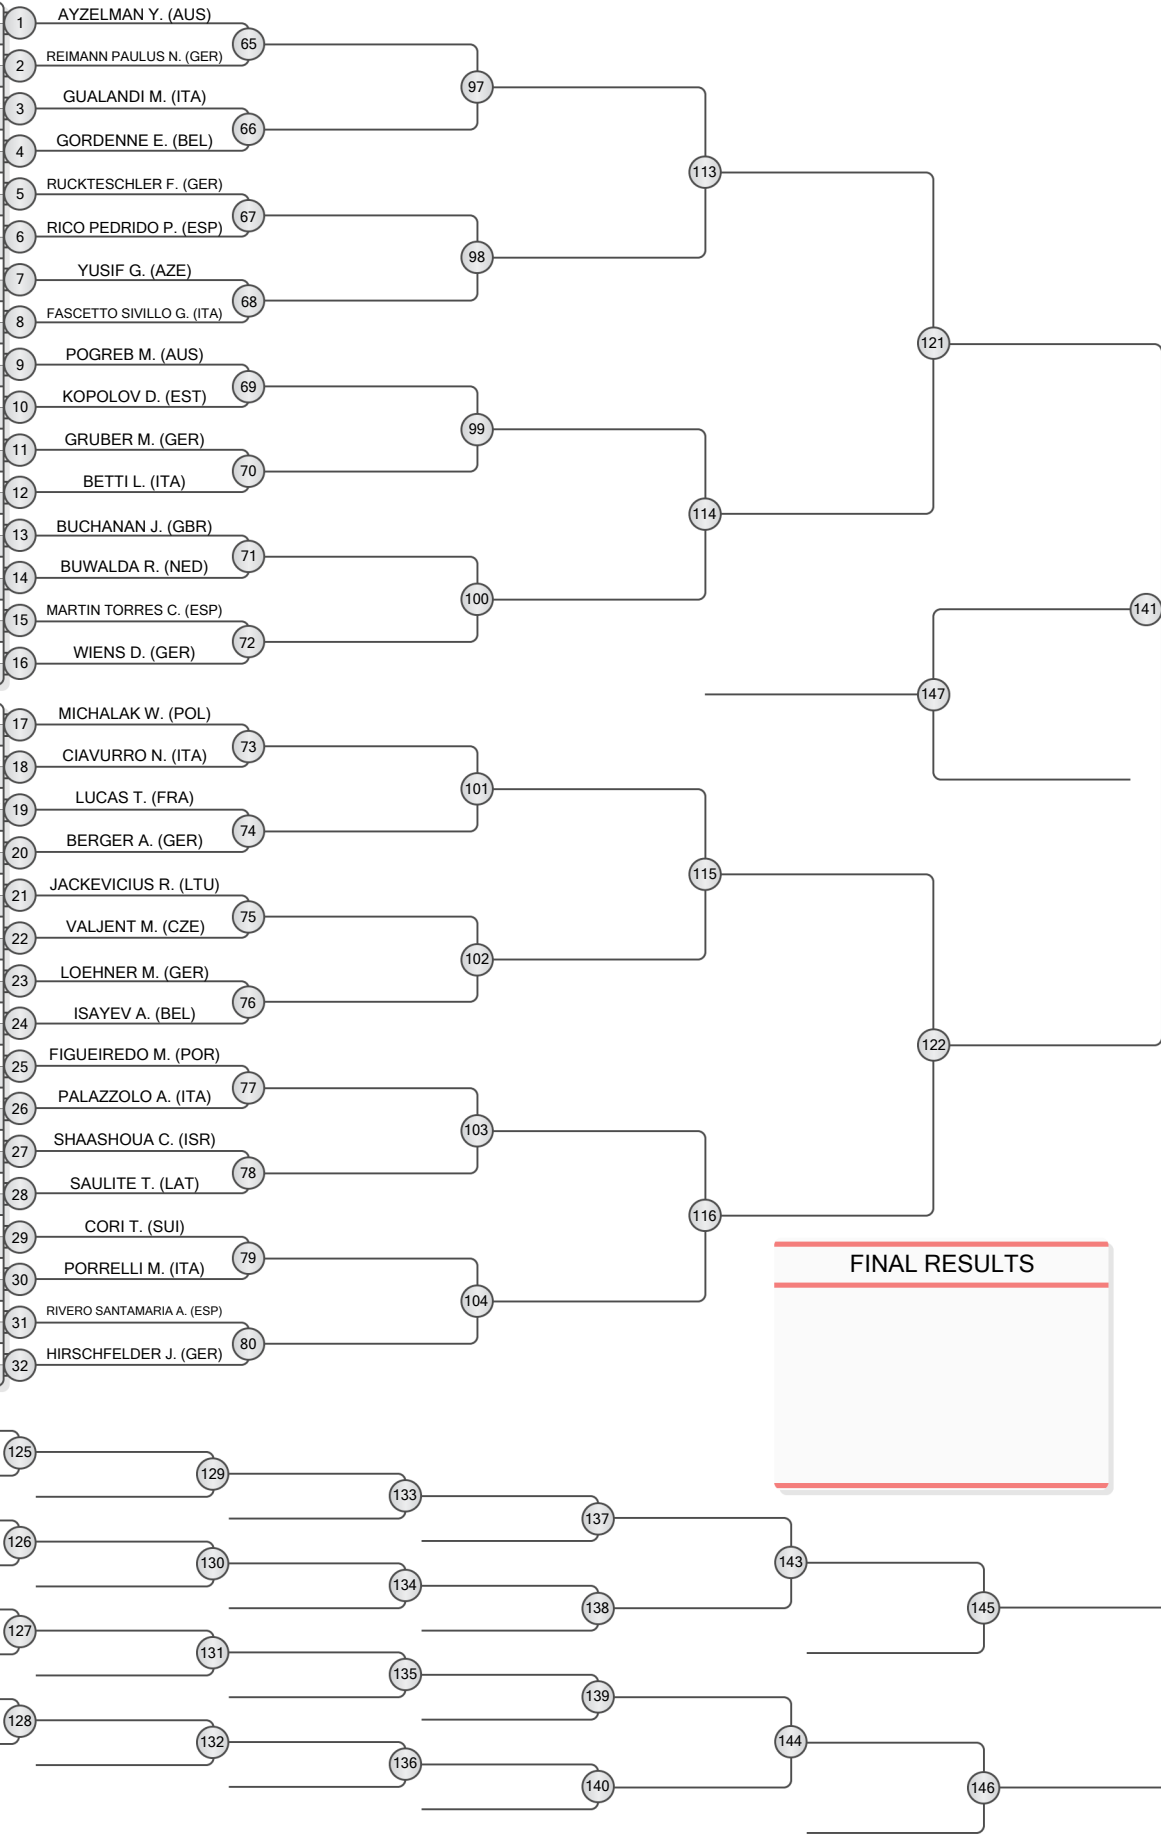 1 AYZELMAN Y. (AUS)
65
2 REIMANN PAULUS N. (GER)
97
3 GUALANDI M. (ITA)
66
4 GORDENNE E. (BEL)
113
5 RUCKTESCHLER F. (GER)
67
6 RICO PEDRIDO P. (ESP)
98
7 YUSIF G. (AZE)
68
8 FASCETTO SIVILLO G. (ITA)
121
9 POGREB M. (AUS)
69
10 KOPOLOV D. (EST)
99
11 GRUBER M. (GER)
70
12 BETTI L. (ITA)
114
13 BUCHANAN J. (GBR)
71
14 BUWALDA R. (NED)
100
15 MARTIN TORRES C. (ESP)
141
72
16 WIENS D. (GER)
147
17 MICHALAK W. (POL)
73
18 CIAVURRO N. (ITA)
101
19 LUCAS T. (FRA)
74
20 BERGER A. (GER)
115
21 JACKEVICIUS R. (LTU)
75
22 VALJENT M. (CZE)
102
23 LOEHNER M. (GER)
76
24 ISAYEV A. (BEL)
122
25 FIGUEIREDO M. (POR)
77
26 PALAZZOLO A. (ITA)
103
27 SHAASHOUA C. (ISR)
78
28 SAULITE T. (LAT)
116
29 CORI T. (SUI)
79
30 PORRELLI M. (ITA)
104
31 RIVERO SANTAMARIA A. (ESP)
80
32 HIRSCHFELDER J. (GER)
FINAL RESULTS
125
129
133
137
126
130
143
134
138
145
127
131
135
139
128
132
144
136
140
146